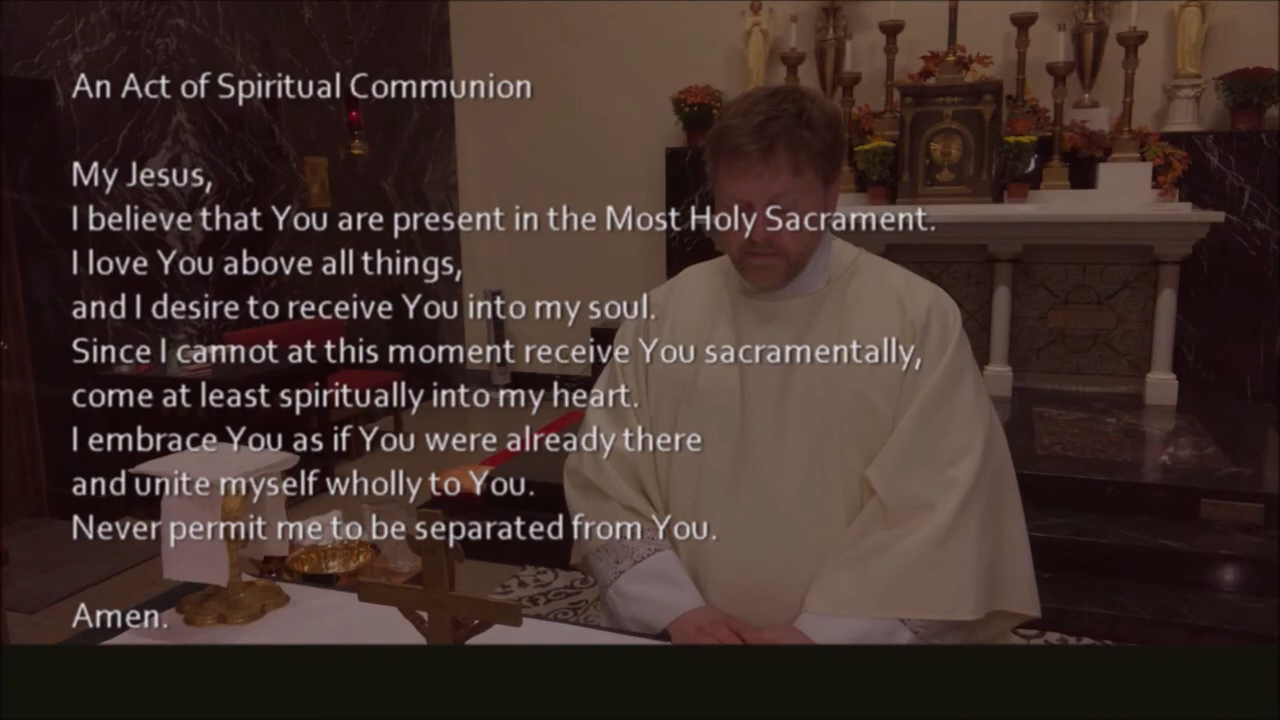 An Act of Spiritual Communion
My Jesus,
I believe that You are present in the Most Holy Sacrament.
I love You above all things,
and I desire to receive You into my soul.
Since I cannot at this moment receive You sacramentally,
come at least spiritually into my heart.
I embrace You as if You were already there
and unite myself wholly to You.
Never permit me to be separated from You.
Amen.